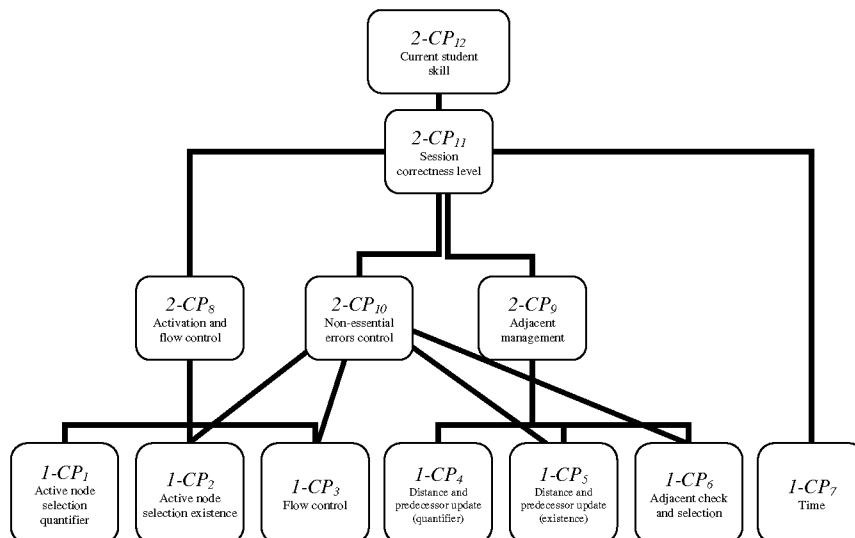 2-CP12
Current student
skill
2-CP11
Session
correctness level
2-CP8
Activation and
flow control
2-CP10
Non-essential
errors control
2-CP9
Adjacent
management
1-CP1
Active node
selection
quantifier
1-CP2
Active node
selection existence
1-CP3
Flow control
1-CP4
Distance and
predecessor update
(quantifier)
1-CP5
Distance and
predecessor update
(existence)
1-CP6
Adjacent check
and selection
1-CP7
Time